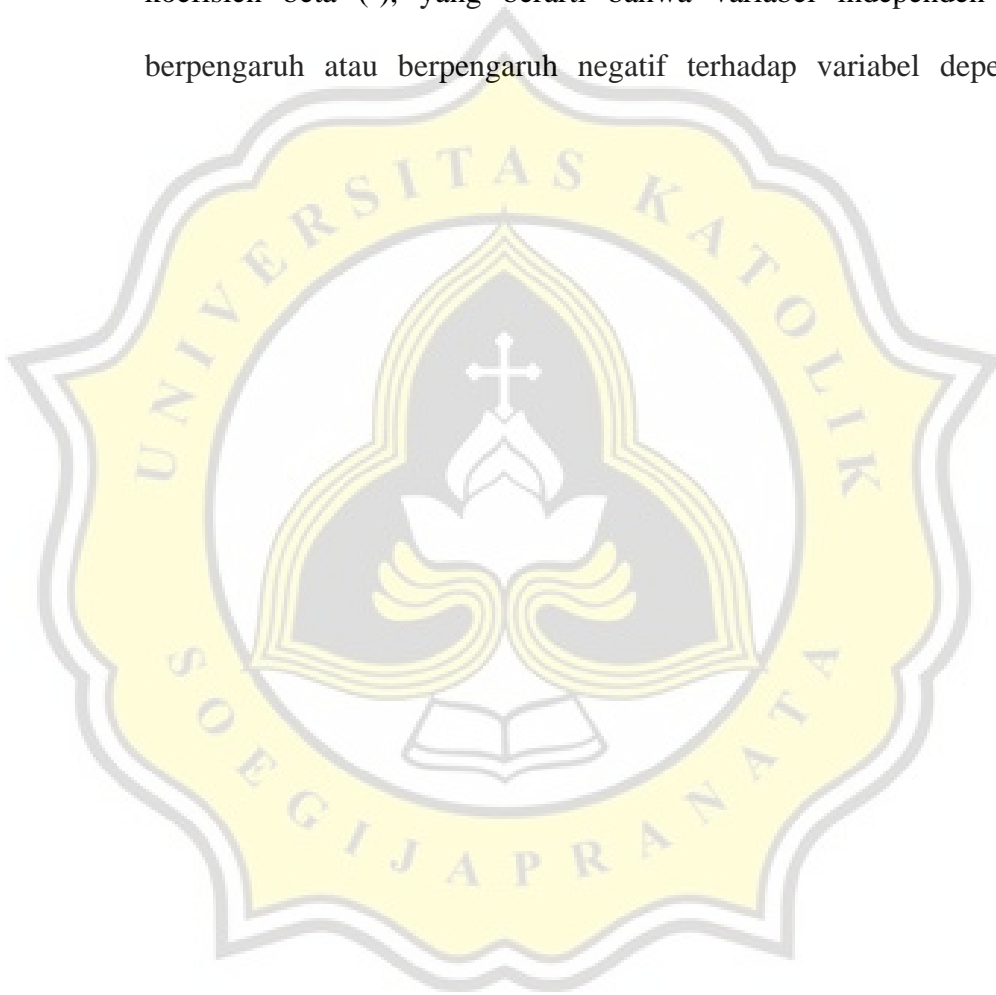 koefisien beta (-), yang berarti bahwa variabel independen
berpengaruh atau berpengaruh negatif terhadap variabel depe
UNIVERSITAS KATOLIK
SOEGIJAPRANATA